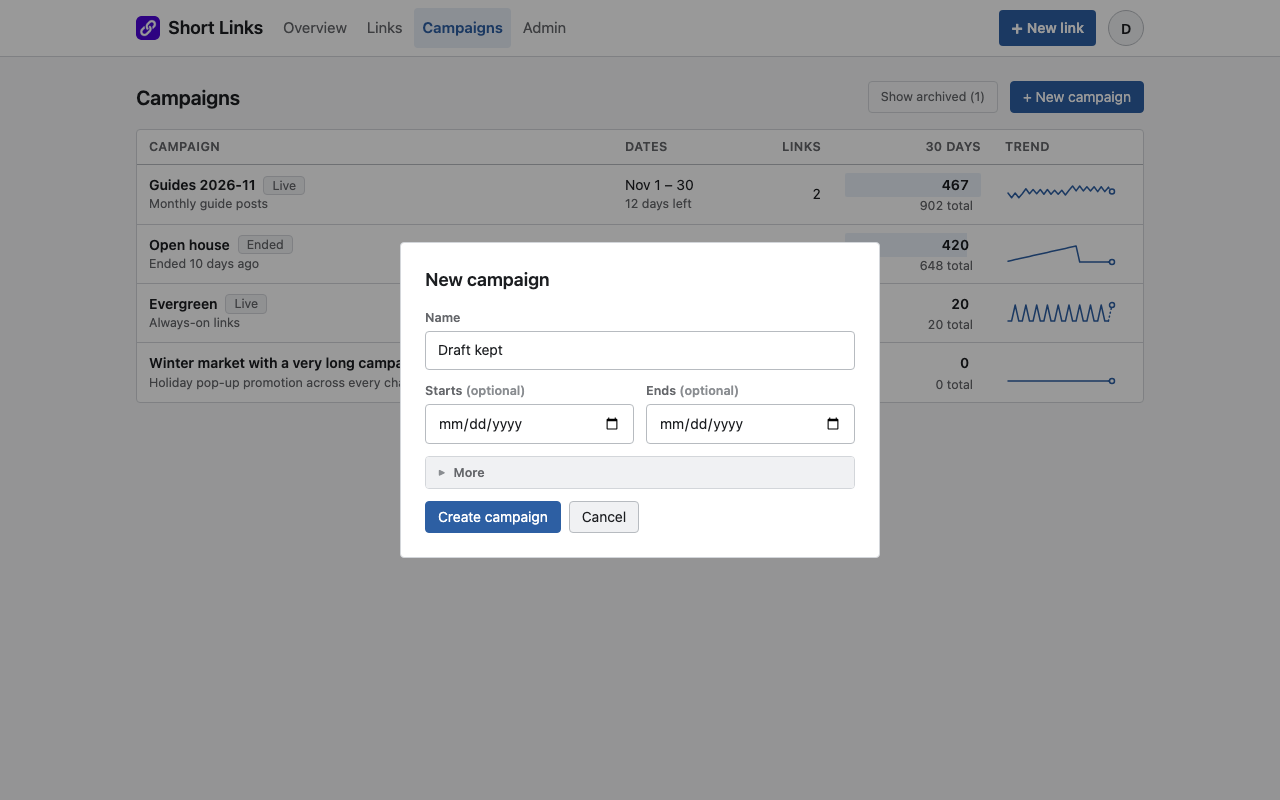 Short Links Overview Links Campaigns Admin + New link D
Campaigns Show archived (1) + New campaign
CAMPAIGN DATES LINKS 30 DAYS TREND
Guides 2026-11 Live Nov 1 – 30 2 467
Monthly guide posts 12 days left 902 total
Open house Ended 420
Ended 10 days ago 648 total
Evergreen Live 20
Always-on links 20 total
Winter market with a very long 0
Holiday pop-up promotion across every 0 total
New campaign
Name
Draft kept
Starts (optional) Ends (optional)
mm/dd/yyyy mm/dd/yyyy
More
Create campaign Cancel